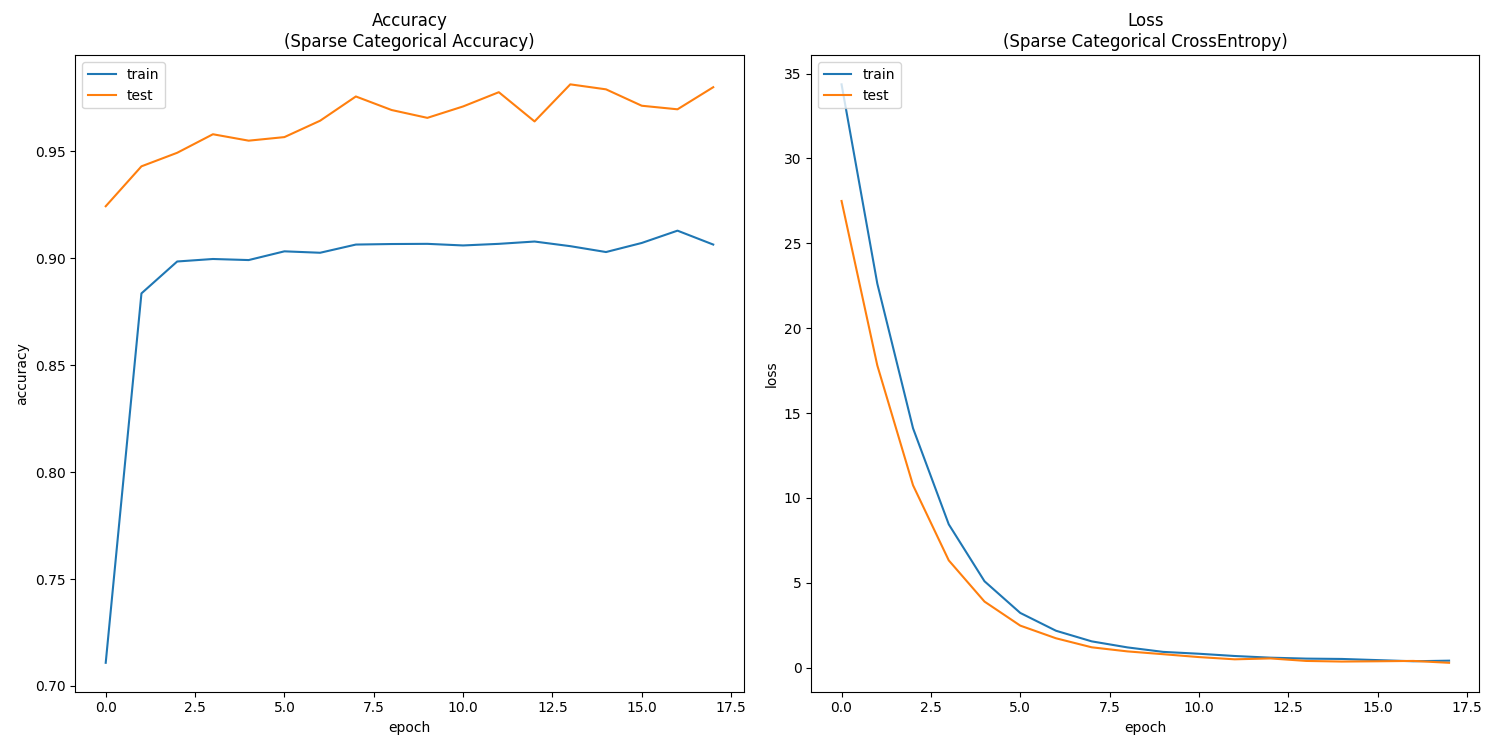 Accuracy
(Sparse Categorical Accuracy)
train
test
0.95
0.90
0.85
0.80
0.75
0.70
accuracy
0.0 2.5 5.0 7.5 10.0 12.5 15.0 17.5
epoch
Loss
(Sparse Categorical CrossEntropy)
train
test
35
30
25
20
15
10
5
0
loss
0.0 2.5 5.0 7.5 10.0 12.5 15.0 17.5
epoch